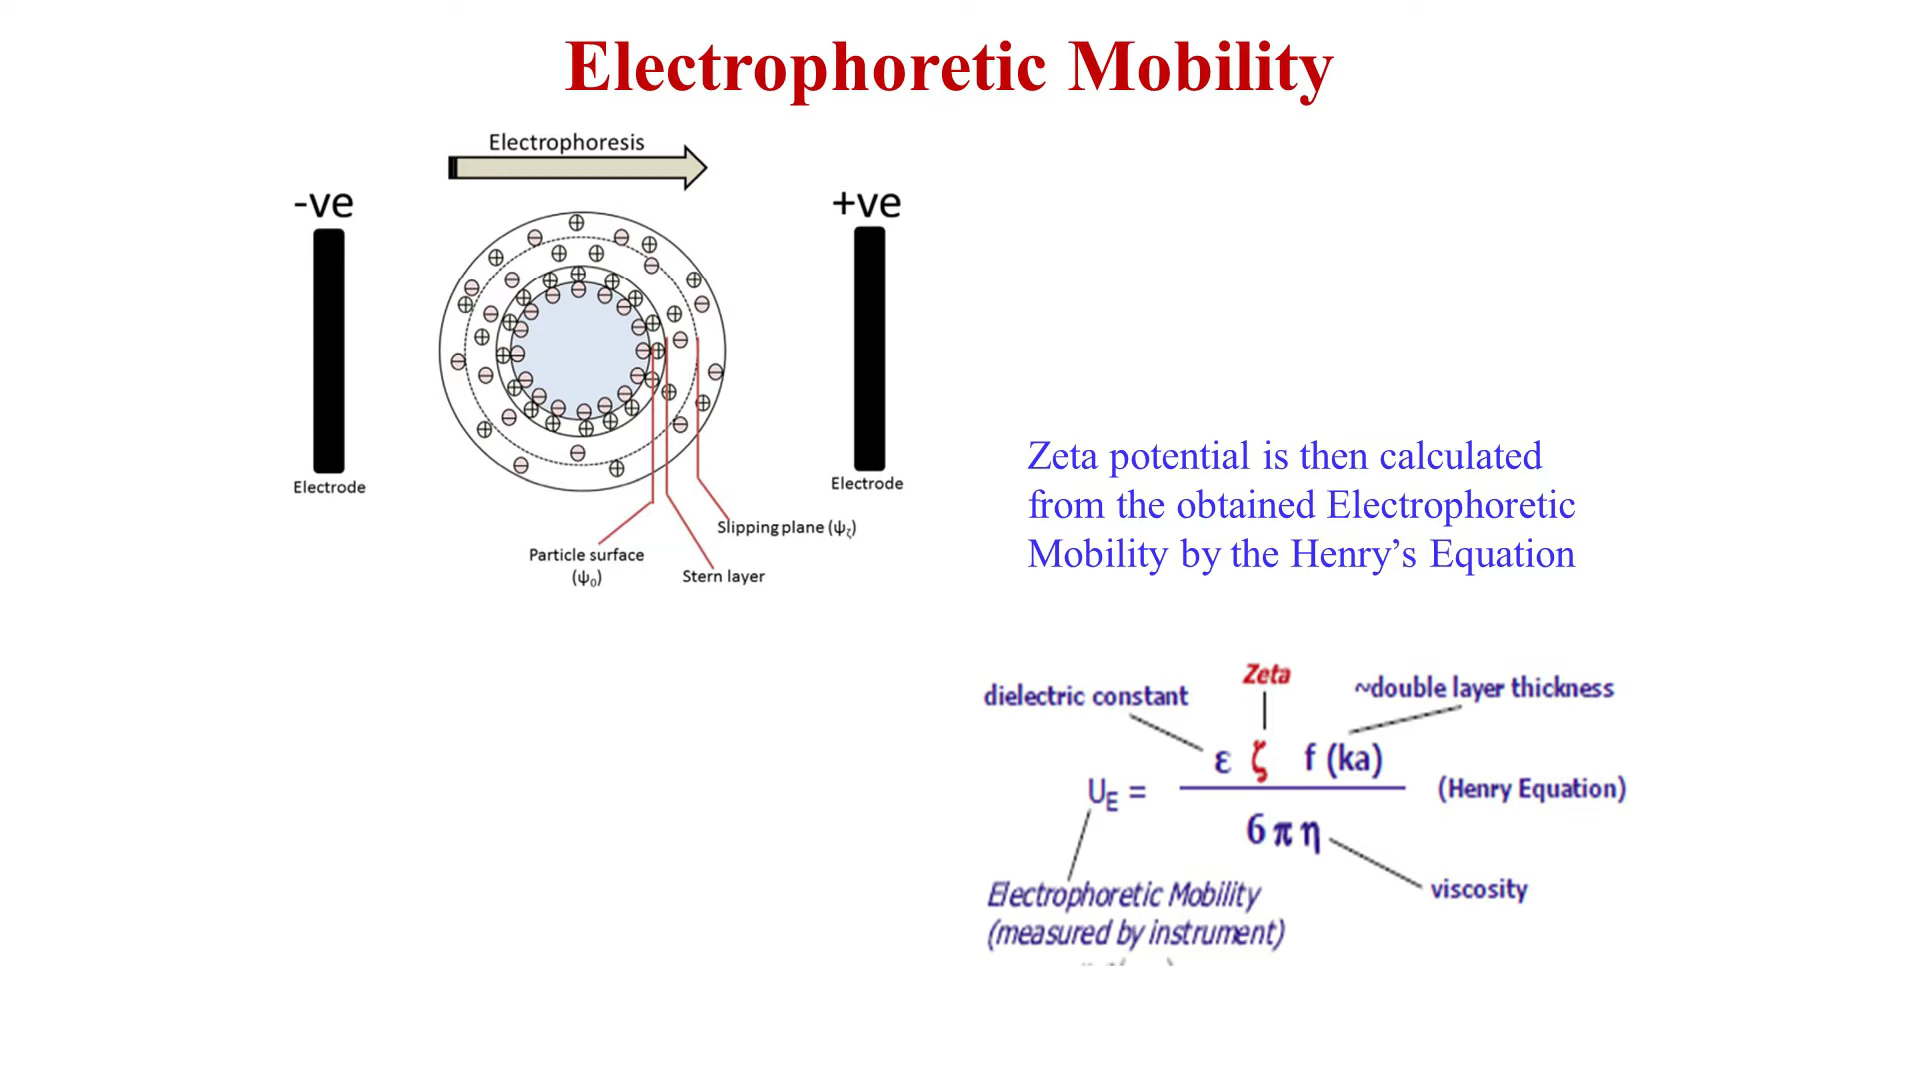 Electrophoretic Mobility
Electrophoresis
-ve
+ve
Electrode
Electrode
Slipping plane (ψζ)
Particle surface
(ψ0)
Stern layer
Zeta potential is then calculated
from the obtained Electrophoretic
Mobility by the Henry’s Equation
Zeta
dielectric constant
~double layer thickness
ε ζ f (ka)
UE =
(Henry Equation)
6 π η
viscosity
Electrophoretic Mobility
(measured by instrument)